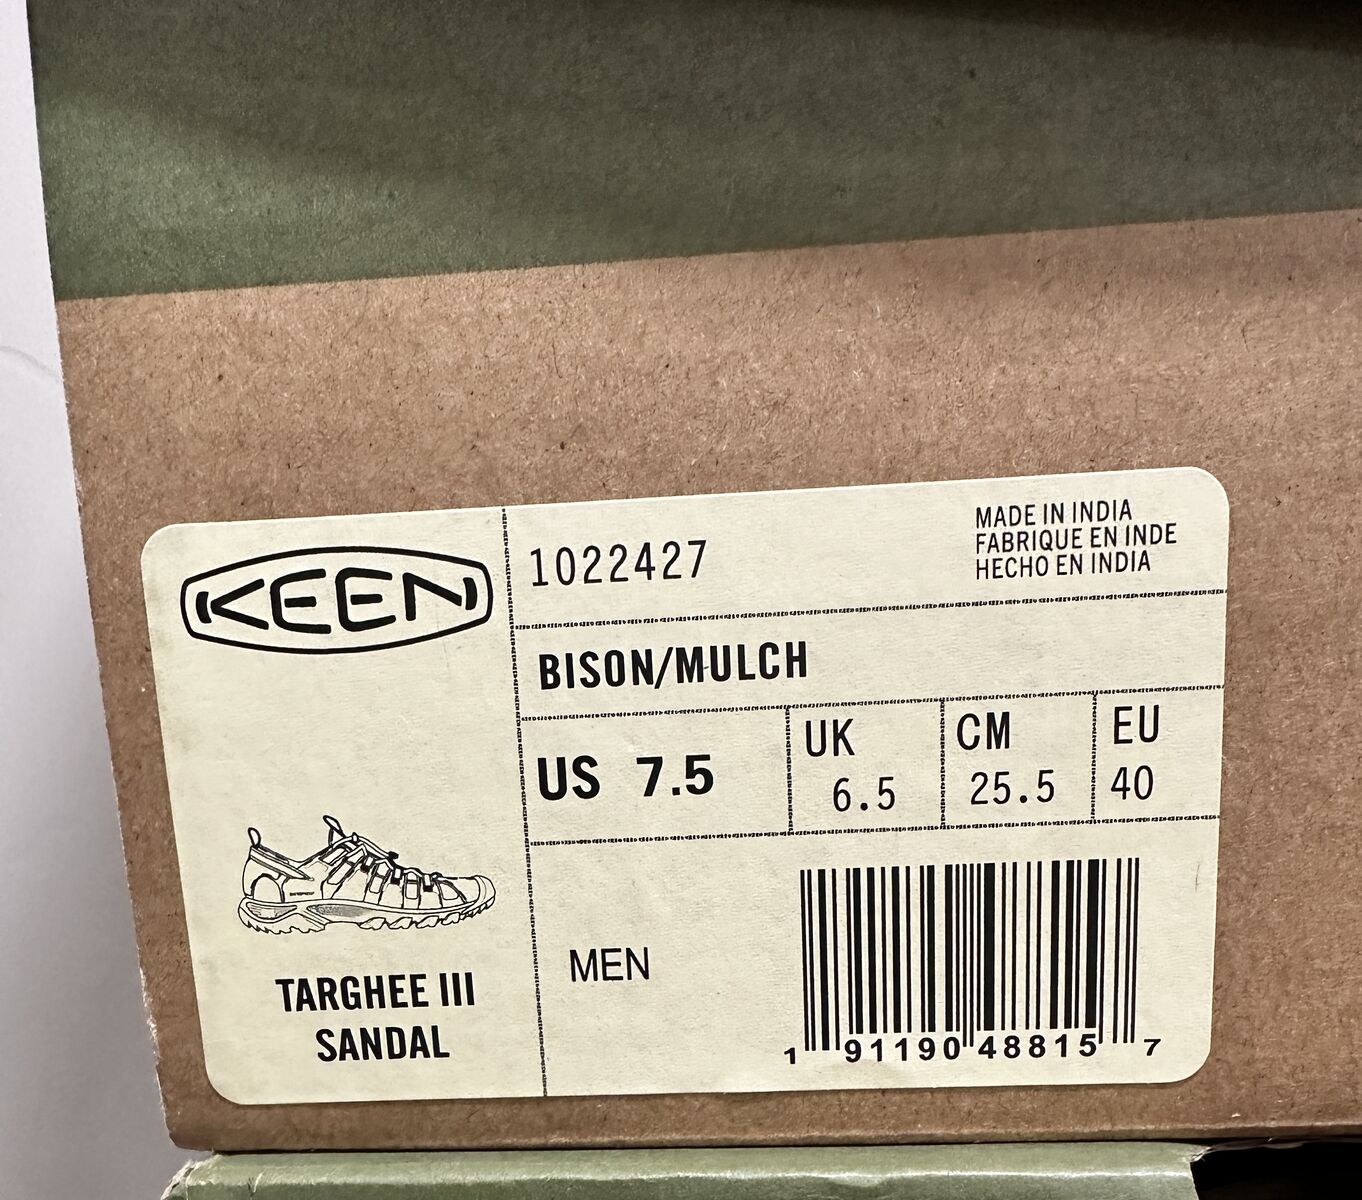 KEEN
TARGHEE III
SANDAL
1022427
MADE IN INDIA
FABRIQUE EN INDE
HECHO EN INDIA
BISON/MULCH
US 7.5
UK
6.5
CM
25.5
EU
40
MEN
1 91190 48815 7